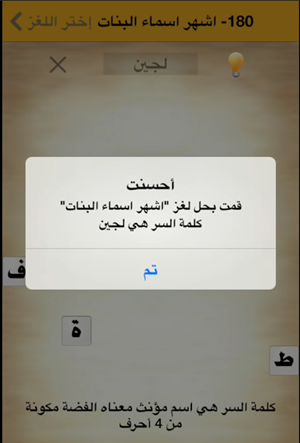 180- اشهر اسماء البنات إختر اللغز
لجين
أحسنت
قمت بحل لغز "اشهر اسماء البنات"
كلمة السر هي لجين
تم
ف
ة
ط
كلمة السر هي اسم مؤنث معناه الفضة مكونة
من 4 أحرف